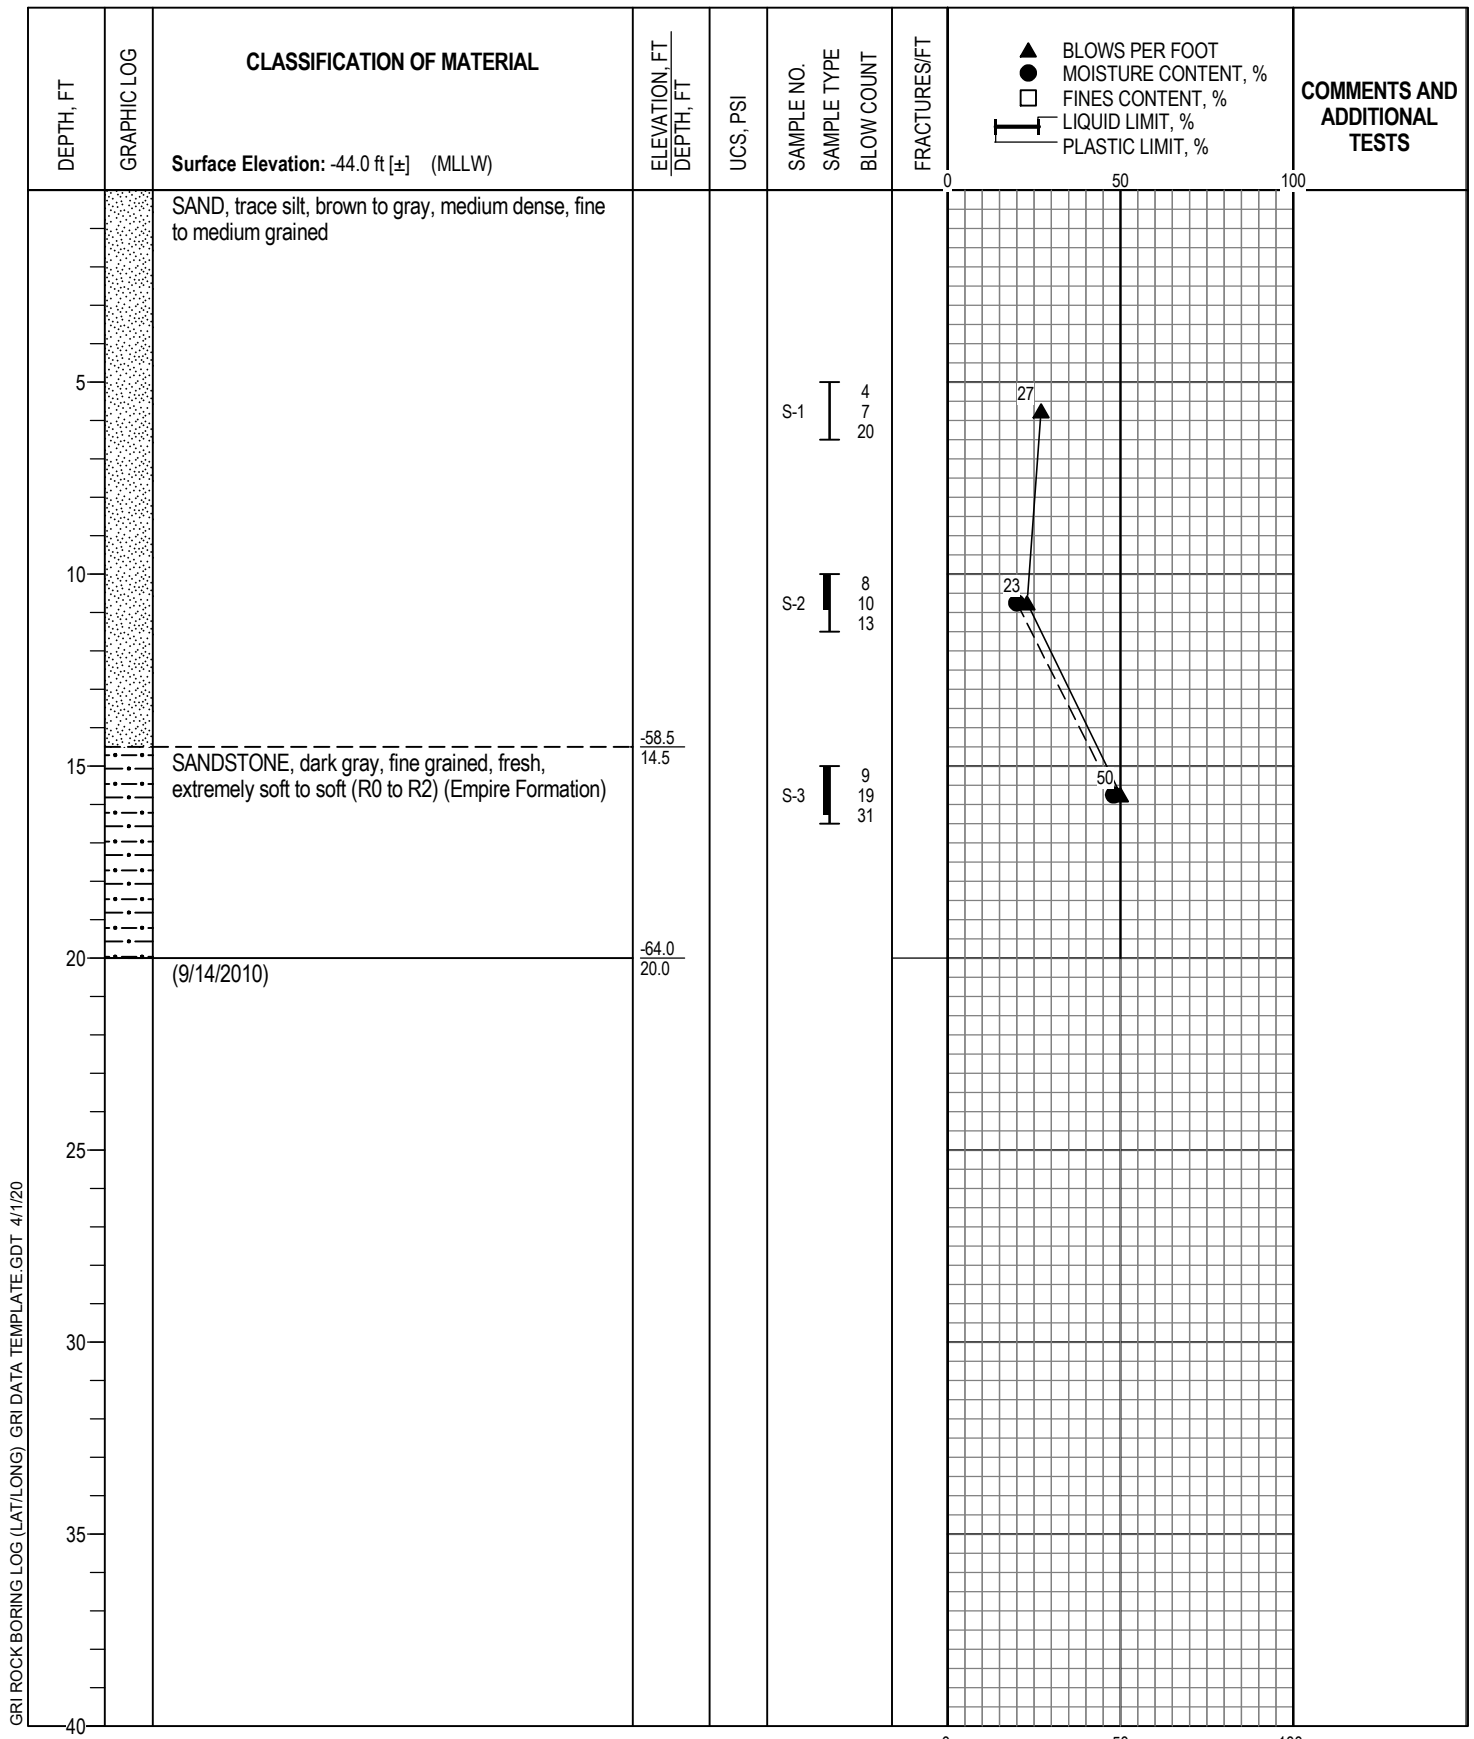 DEPTH, FT
GRAPHIC LOG
CLASSIFICATION OF MATERIAL
Surface Elevation: -44.0 ft [±] (MLLW)
ELEVATION, FT
DEPTH, FT
UCS, PSI
SAMPLE NO.
SAMPLE TYPE
BLOW COUNT
FRACTURES/FT
▲ BLOWS PER FOOT
● MOISTURE CONTENT, %
□ FINES CONTENT, %
LIQUID LIMIT, %
PLASTIC LIMIT, %
COMMENTS AND
ADDITIONAL
TESTS
0 50 100
SAND, trace silt, brown to gray, medium dense, fine
to medium grained
5
S-1
4
7
20
27
10
S-2
8
10
13
23
-58.5
14.5
15
SANDSTONE, dark gray, fine grained, fresh,
extremely soft to soft (R0 to R2) (Empire Formation)
S-3
9
19
31
50
-64.0
20.0
20
(9/14/2010)
25
30
35
40
0 50 100
GRI ROCK BORING LOG (LAT/LONG) GRI DATA TEMPLATE.GDT 4/1/20